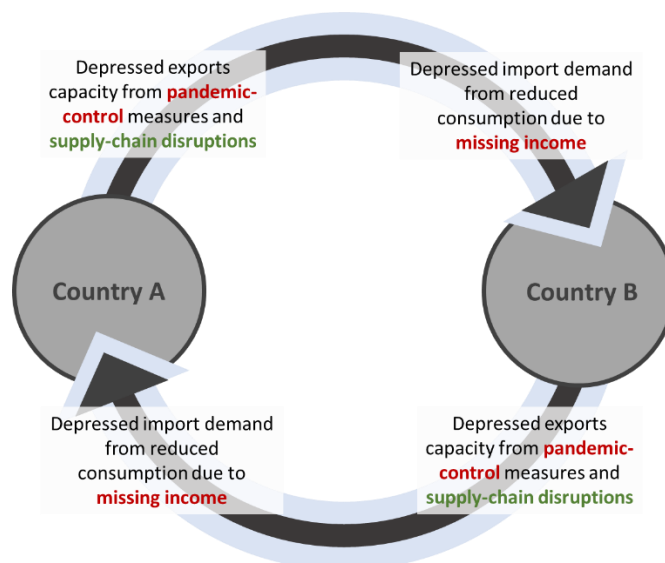 Depressed exports
capacity from pandemic-
control measures and
supply-chain disruptions
Depressed import demand
from reduced
consumption due to
missing income
Country A
Country B
Depressed import demand
from reduced
consumption due to
missing income
Depressed exports
capacity from pandemic-
control measures and
supply-chain disruptions